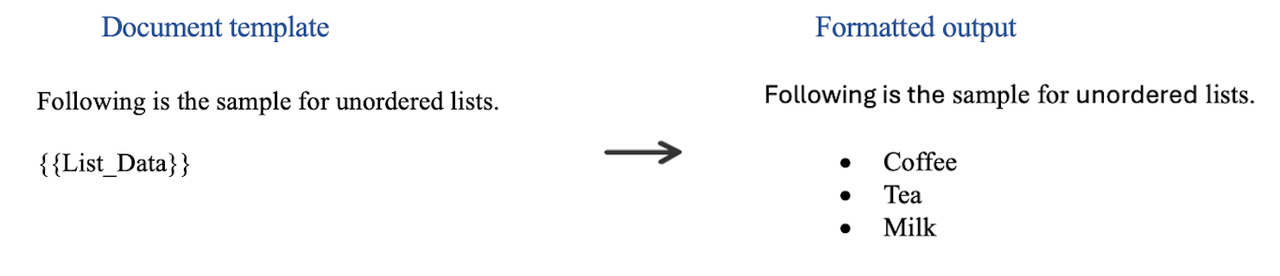 Document template
Following is the sample for unordered lists.
{{List_Data}}
Formatted output
Following is the sample for unordered lists.
• Coffee
• Tea
• Milk